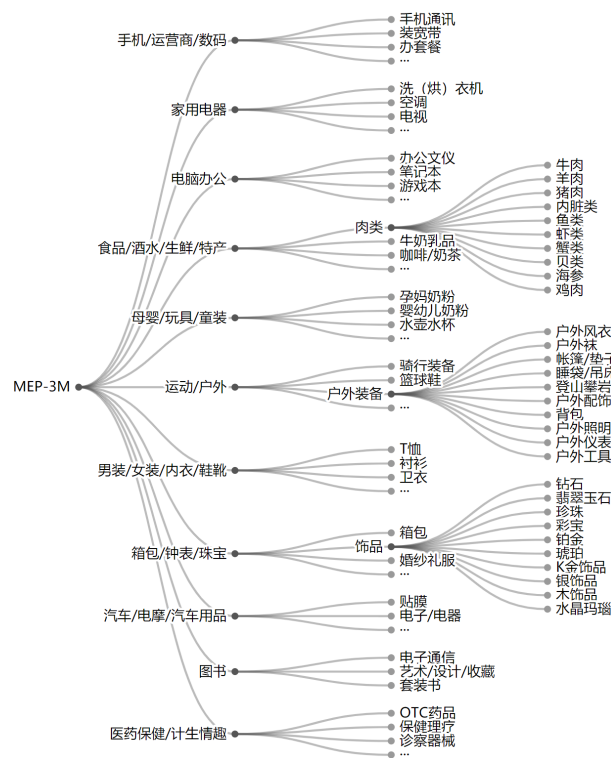 MEP-3M
手机/运营商/数码
手机通讯
装宽带
办套餐
...
家用电器
洗（烘）衣机
空调
电视
...
电脑办公
办公文仪
笔记本
游戏本
...
食品/酒水/生鲜/特产
肉类
牛肉
羊肉
猪肉
内脏类
鱼类
虾类
蟹类
贝类
海参
鸡肉
牛奶乳品
咖啡/奶茶
...
母婴/玩具/童装
孕妈奶粉
婴幼儿奶粉
水壶水杯
...
运动/户外
骑行装备
篮球鞋
户外装备
户外风衣
户外袜
帐篷/垫子
睡袋/吊床
登山攀岩
户外配饰
背包
户外照明
户外仪表
户外工具
...
男装/女装/内衣/鞋靴
T恤
衬衫
卫衣
...
箱包/钟表/珠宝
箱包
饰品
钻石
翡翠玉石
珍珠
彩宝
铂金
琥珀
K金饰品
银饰品
木饰品
水晶玛瑙
婚纱礼服
...
汽车/电摩/汽车用品
贴膜
电子/电器
...
图书
电子通信
艺术/设计/收藏
套装书
医药保健/计生情趣
OTC药品
保健理疗
诊察器械
...